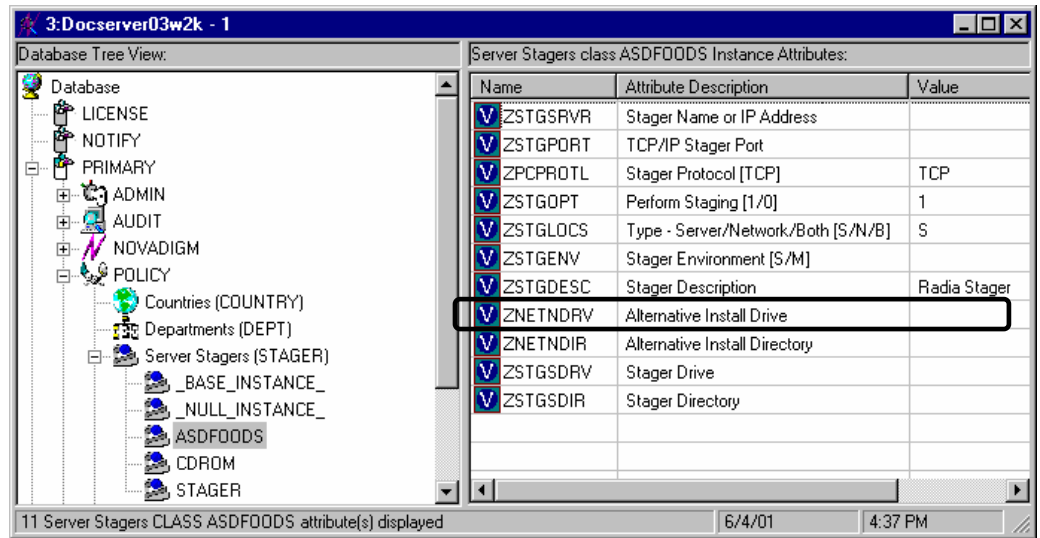 3:Docserver03w2k - 1
Database Tree View:
Server Stagers class ASDFOODS Instance Attributes:
Database
LICENSE
NOTIFY
PRIMARY
ADMIN
AUDIT
NOVADIGM
POLICY
Countries (COUNTRY)
Departments (DEPT)
Server Stagers (STAGER)
_BASE_INSTANCE_
_NULL_INSTANCE_
ASDFOODS
CDROM
STAGER
Name Attribute Description Value
V ZSTGSRVR Stager Name or IP Address
V ZSTGPORT TCP/IP Stager Port
V ZPCPROTL Stager Protocol [TCP] TCP
V ZSTGOPT Perform Staging [1/0] 1
V ZSTGLOCS Type - Server/Network/Both [S/N/B] S
V ZSTGENV Stager Environment [S/M]
V ZSTGDESC Stager Description Radia Stager
V ZNETNDRV Alternative Install Drive
V ZNETNDIR Alternative Install Directory
V ZSTGSDRV Stager Drive
V ZSTGSDIR Stager Directory
11 Server Stagers CLASS ASDFOODS attribute(s) displayed 6/4/01 4:37 PM